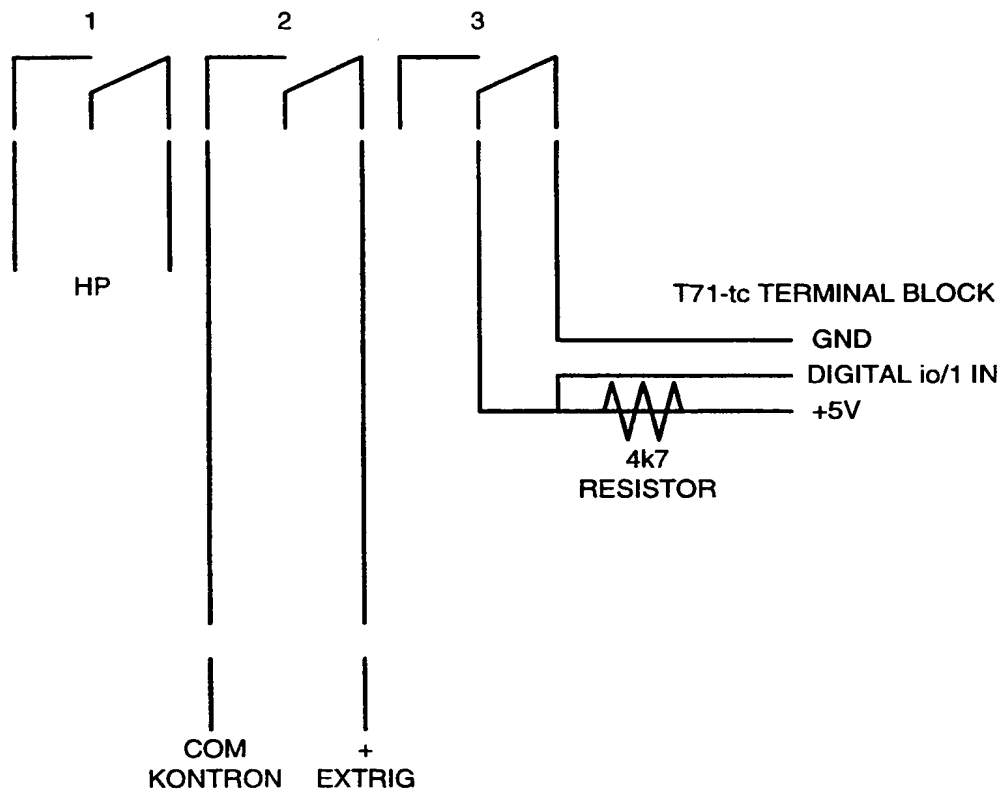 1
2
3
HP
T71-tc TERMINAL BLOCK
GND
DIGITAL io/1 IN
+5V
4k7
RESISTOR
COM
KONTRON
+
EXTRIG